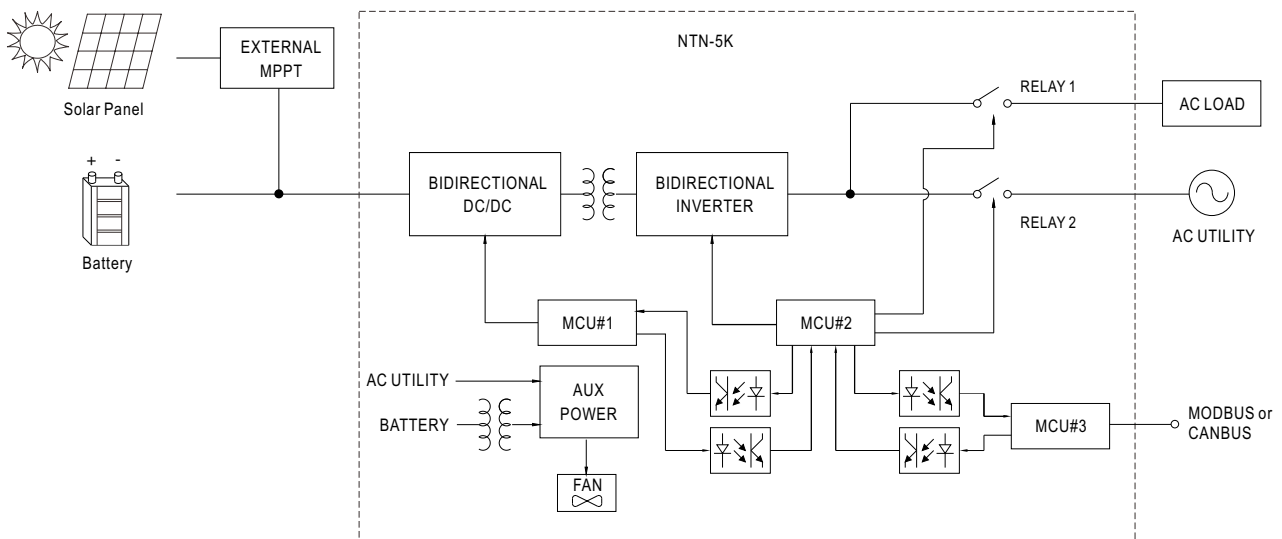 NTN-5K
EXTERNAL
MPPT
Solar Panel
RELAY 1
AC LOAD
+ -
Battery
BIDIRECTIONAL
DC/DC
BIDIRECTIONAL
INVERTER
RELAY 2
AC UTILITY
MCU#1
MCU#2
AC UTILITY
BATTERY
AUX
POWER
FAN
MCU#3
MODBUS or
CANBUS